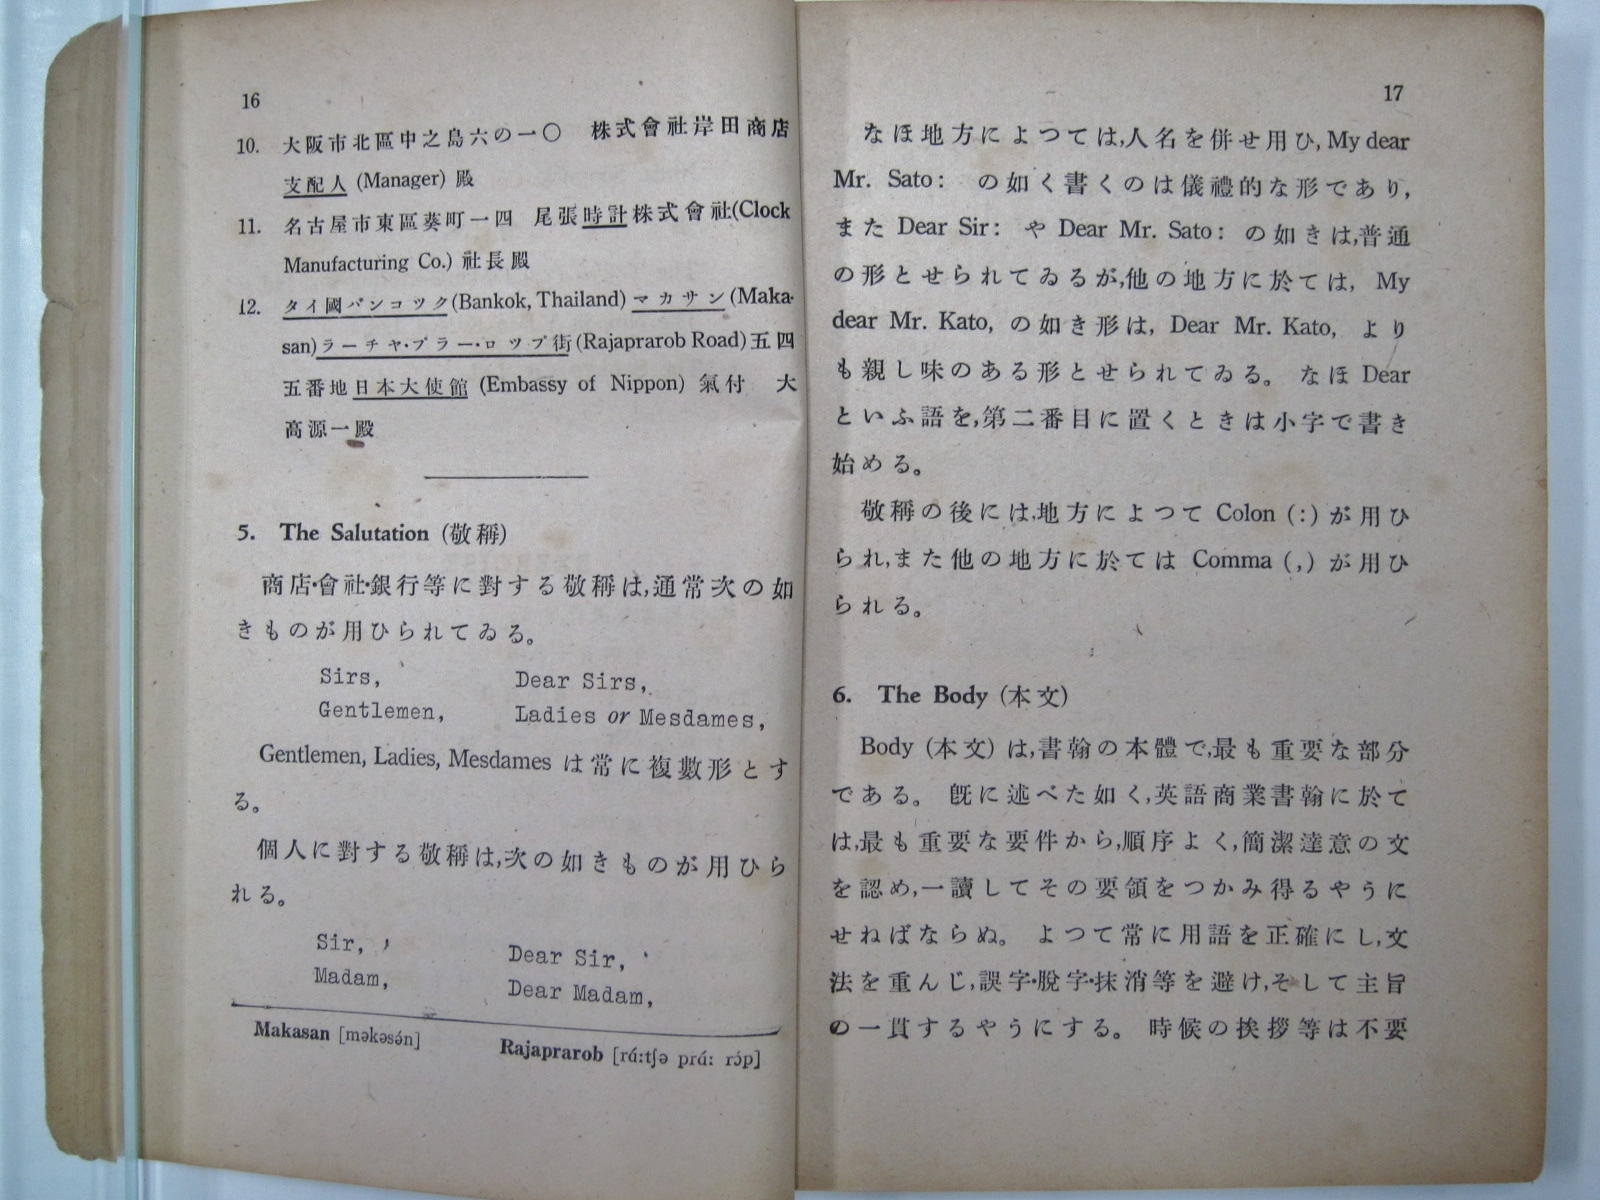 16
10. 大阪市北區中之島六の一〇 株式會社岸田商店
支配人 (Manager) 殿
11. 名古屋市東區葵町一四 尾張時計株式會社(Clock
Manufacturing Co.) 社長殿
12. タイ國バンコツク(Bankok, Thailand) マカサン(Maka-
san)ラーチヤ・プラー・ロツプ街(Rajaprarob Road)五四
五番地日本大使館 (Embassy of Nippon) 氣付 大
高源一殿
5. The Salutation (敬稱)
商店・會社・銀行等に對する敬稱は,通常次の如
きものが用ひられてゐる。
Sirs, Dear Sirs,
Gentlemen, Ladies or Mesdames,
Gentlemen, Ladies, Mesdames は常に複數形とす
る。
個人に對する敬稱は,次の如きものが用ひら
れる。
Sir, Dear Sir,
Madam, Dear Madam,
Makasan [məkəsán] Rajaprarob [rá:tʃə prá: rɔ́p]
17
なほ地方によつては,人名を併せ用ひ, My dear
Mr. Sato: の如く書くのは儀禮的な形であり,
また Dear Sir: や Dear Mr. Sato: の如きは,普通
の形とせられてゐるが,他の地方に於ては, My
dear Mr. Kato, の如き形は, Dear Mr. Kato, より
も親し味のある形とせられてゐる。 なほ Dear
といふ語を,第二番目に置くときは小字で書き
始める。
敬稱の後には,地方によつて Colon (:) が用ひ
られ,また他の地方に於ては Comma (,) が用ひ
られる。
6. The Body (本文)
Body (本文) は,書翰の本體で,最も重要な部分
である。 旣に述べた如く,英語商業書翰に於て
は,最も重要な要件から,順序よく,簡潔達意の文
を認め,一讀してその要領をつかみ得るやうに
せねばならぬ。 よつて常に用語を正確にし,文
法を重んじ,誤字・脫字・抹消等を避け,そして主旨
の一貫するやうにする。 時候の挨拶等は不要